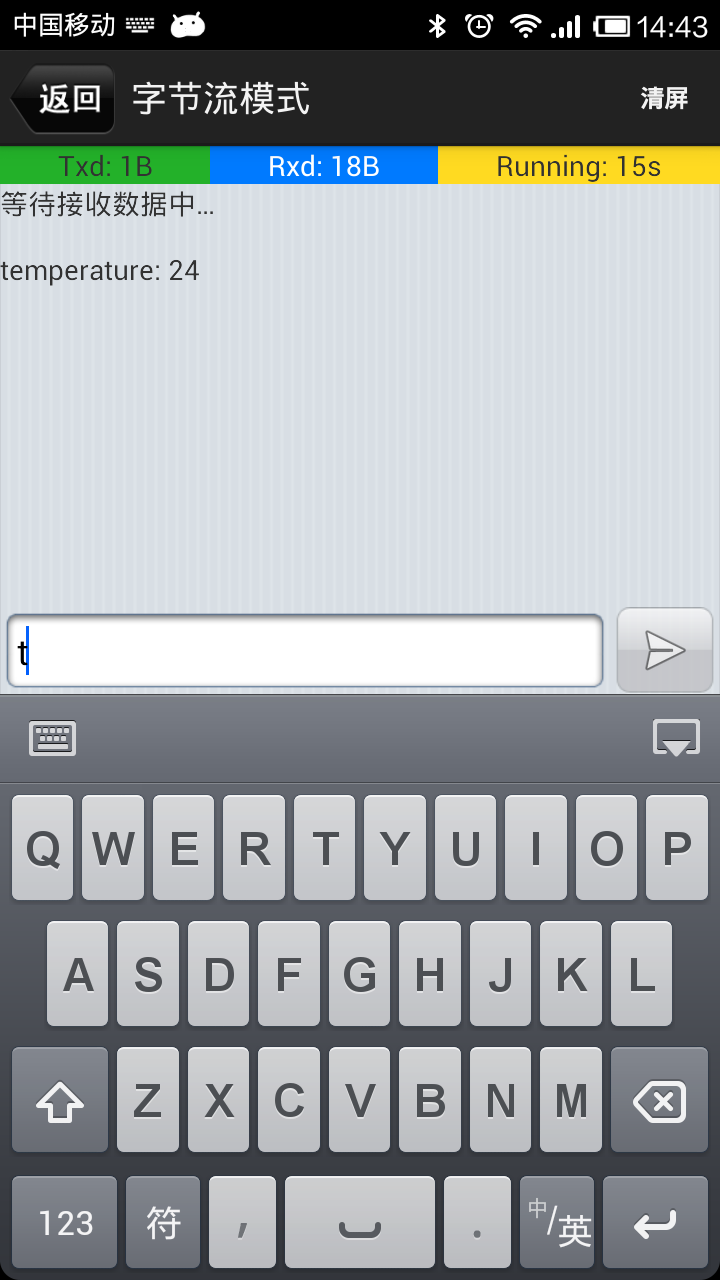 中国移动 14:43
返回 字节流模式 清屏
Txd: 1B Rxd: 18B Running: 15s
等待接收数据中...
temperature: 24
t
Q W E R T Y U I O P
A S D F G H J K L
Z X C V B N M
123 符 , . 中/英